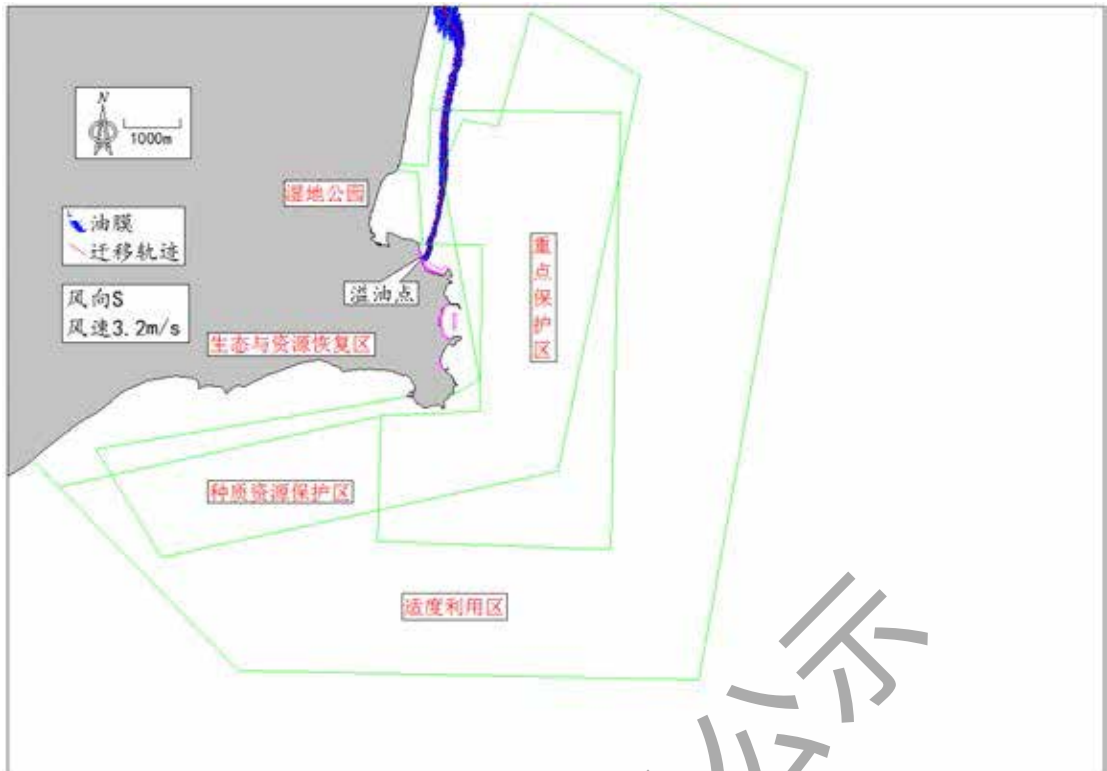 N
1000m
湿地公园
油膜
迁移轨迹
重点保护区
溢油点
风向S
风速3.2m/s
生态与资源恢复区
种质资源保护区
适度利用区
公示